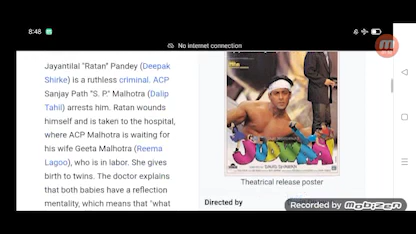 8:48
No internet connection
Jayantilal "Ratan" Pandey (Deepak
Shirke) is a ruthless criminal. ACP
Sanjay Path "S. P." Malhotra (Dalip
Tahil) arrests him. Ratan wounds
himself and is taken to the hospital,
where ACP Malhotra is waiting for
his wife Geeta Malhotra (Reema
Lagoo), who is in labor. She gives
birth to twins. The doctor explains
that both babies have a reflection
mentality, which means that "what
JUDWAA
DAVID DHAWAN
Theatrical release poster
Directed by
Recorded by mobizen